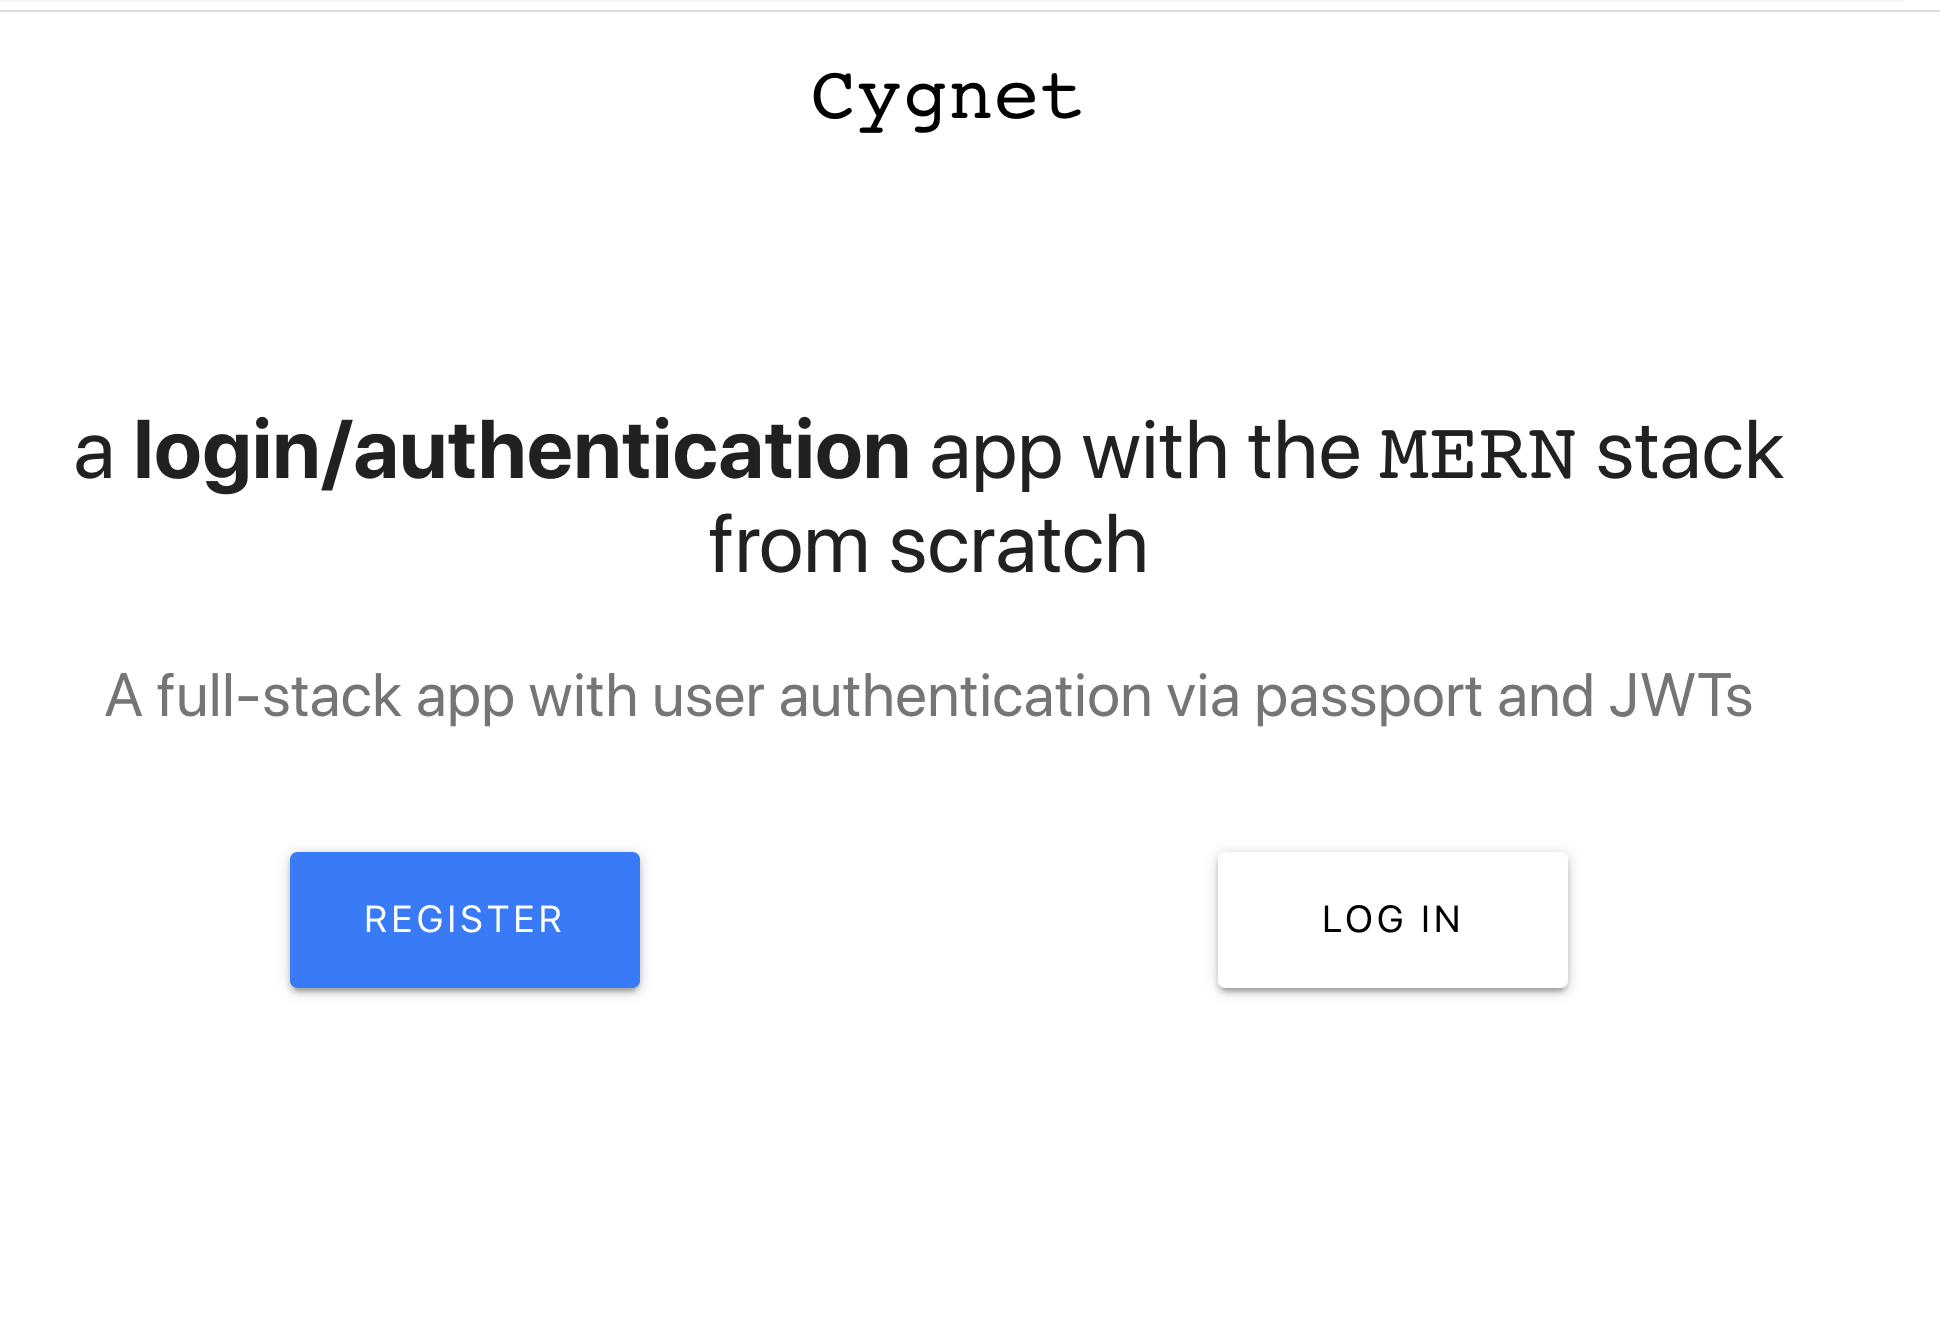 Cygnet
a login/authentication app with the MERN stack
from scratch
A full-stack app with user authentication via passport and JWTs
REGISTER
LOG IN